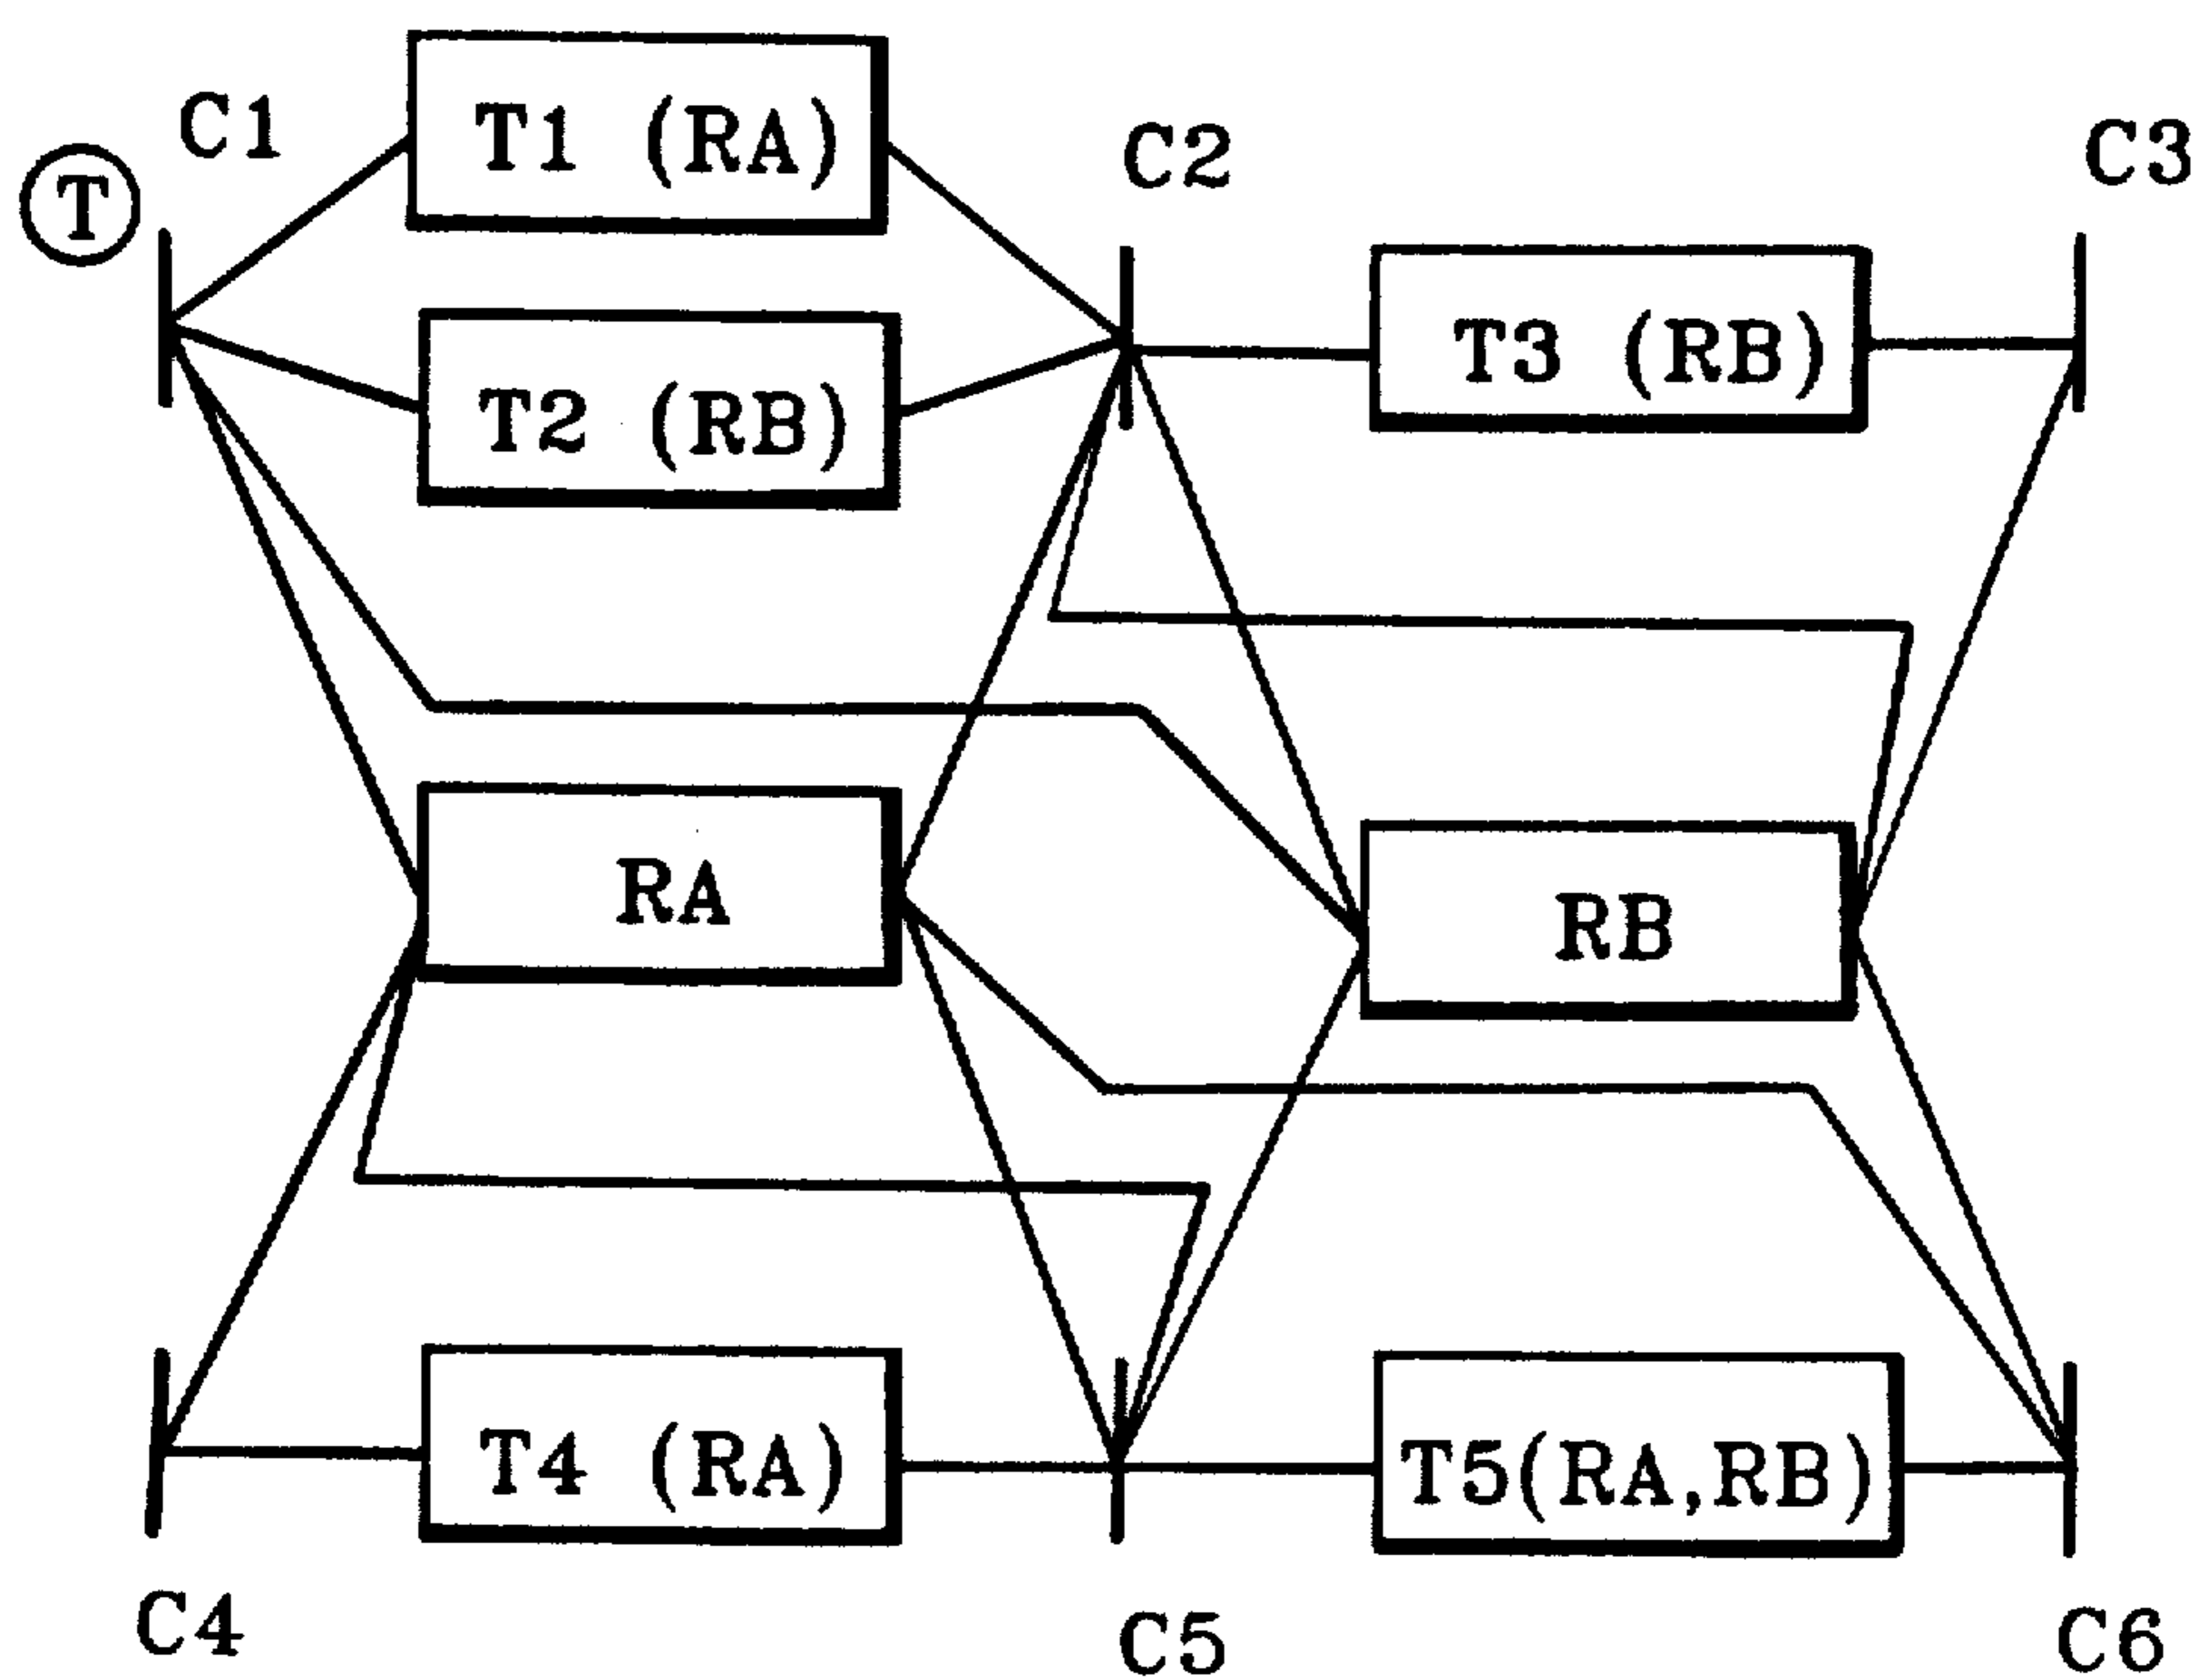 C1
T1 (RA)
C2
C3
T
T2 (RB)
T3 (RB)
RA
RB
T4 (RA)
T5(RA,RB)
C4
C5
C6